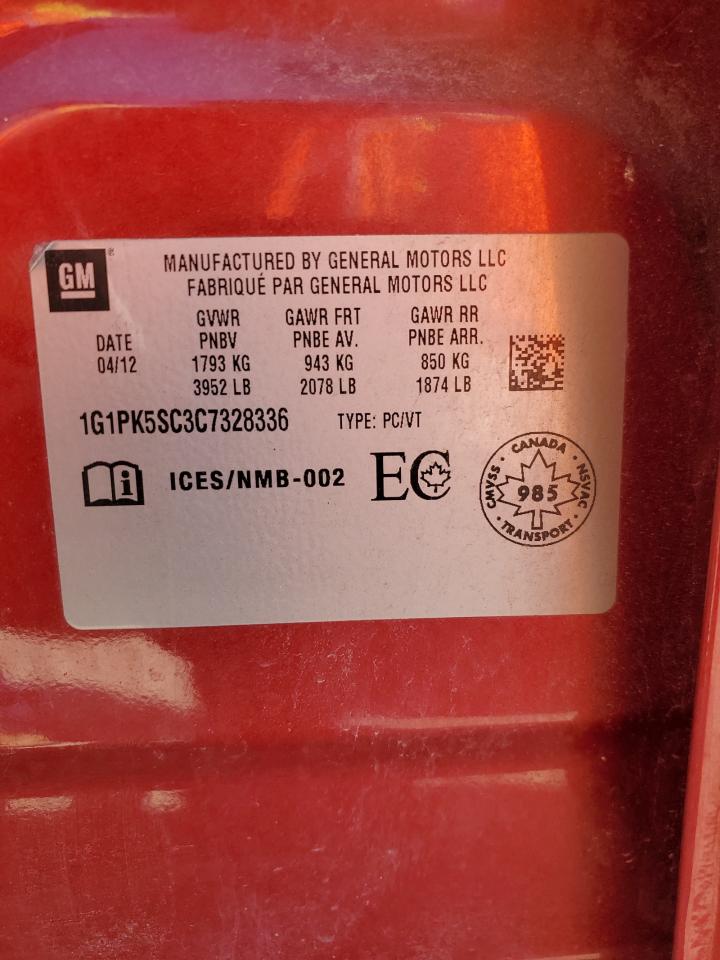 GM®
MANUFACTURED BY GENERAL MOTORS LLC
FABRIQUÉ PAR GENERAL MOTORS LLC
GVWR GAWR FRT GAWR RR
DATE PNBV PNBE AV. PNBE ARR.
04/12 1793 KG 943 KG 850 KG
3952 LB 2078 LB 1874 LB
1G1PK5SC3C7328336 TYPE: PC/VT
i ICES/NMB-002 EC
CANADA
CMVSS • 985 • NSVAC
• TRANSPORT •